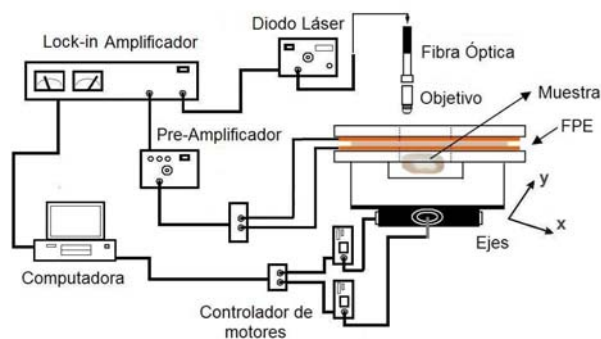 Diodo Láser
Lock-in Amplificador
Fibra Óptica
Objetivo
Muestra
Pre-Amplificador
FPE
y
x
Ejes
Computadora
Controlador de
motores